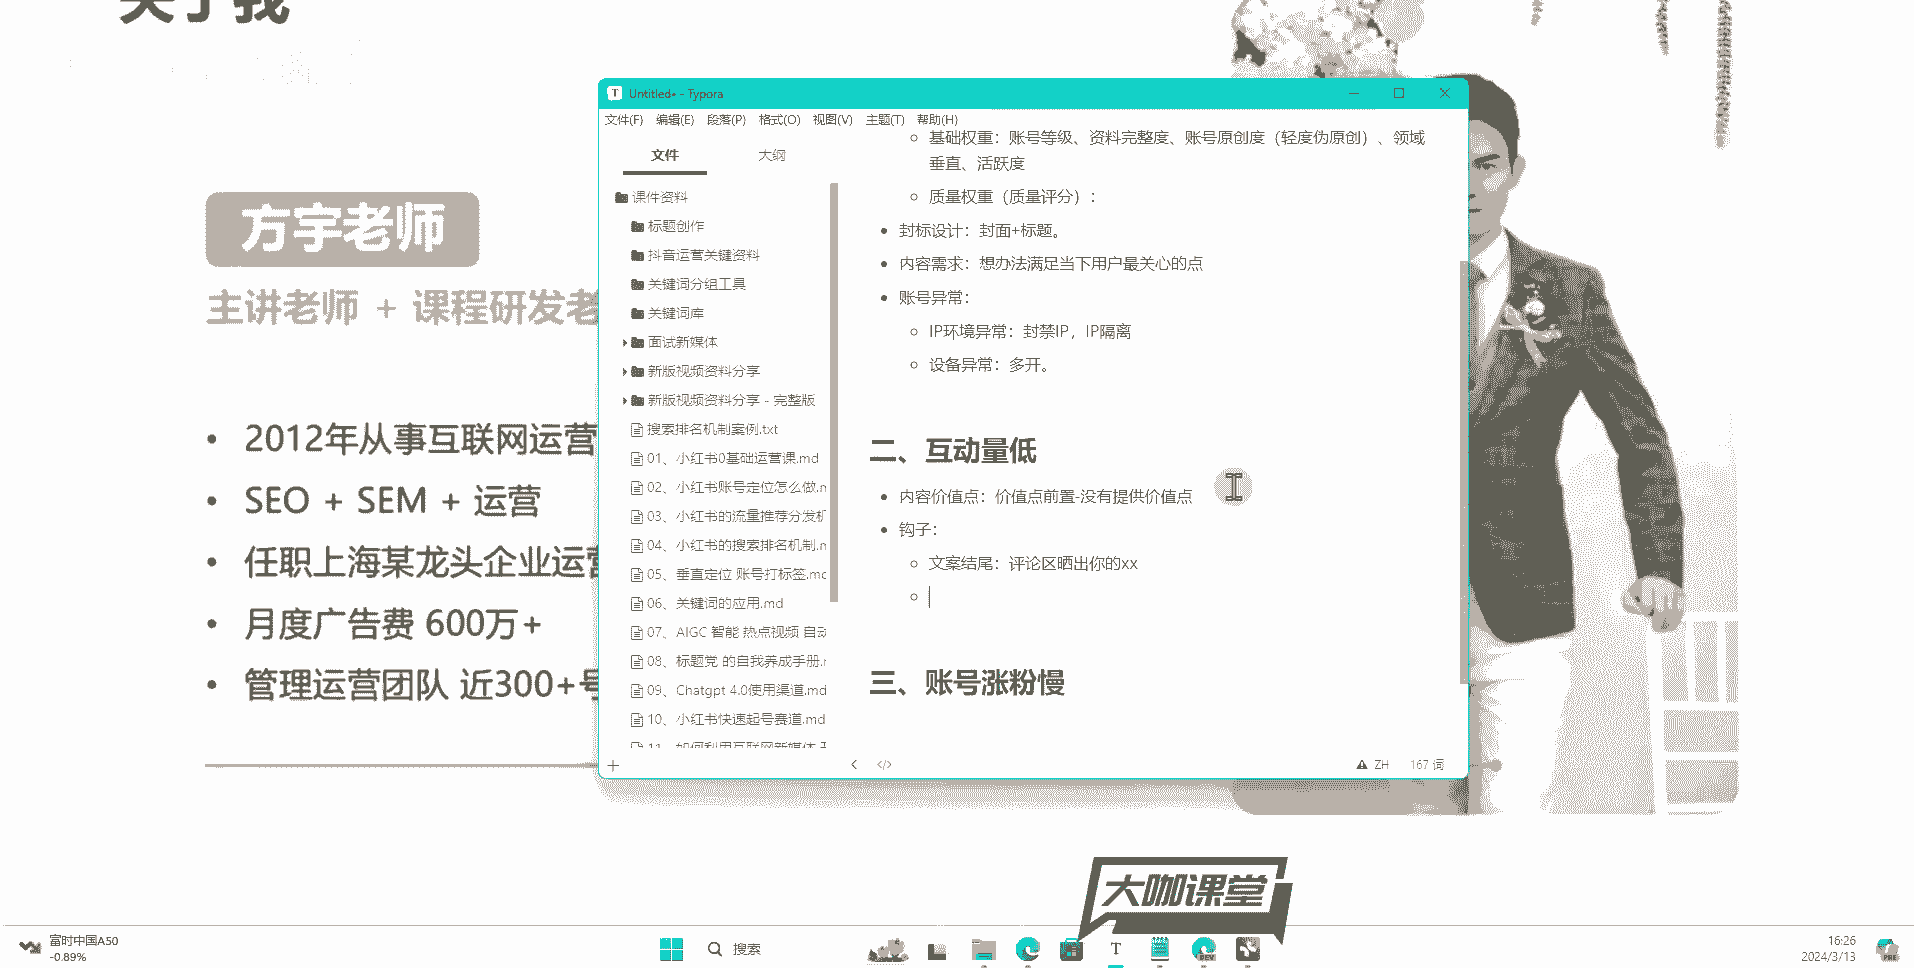 关于我
方宇老师
主讲老师 + 课程研发老
• 2012年从事互联网运营
• SEO + SEM + 运营
• 任职上海某龙头企业运营
• 月度广告费 600万+
• 管理运营团队 近300+号
Untitled• - Typora
文件(F) 编辑(E) 段落(P) 格式(O) 视图(V) 主题(T) 帮助(H)
文件 大纲
课件资料
标题创作
抖音运营关键资料
关键词分组工具
关键词库
面试新媒体
新版视频资料分享
新版视频资料分享 - 完整版
搜索排名机制案例.txt
01、小红书0基础运营课.md
02、小红书账号定位怎么做.m
03、小红书的流量推荐分发机
04、小红书的搜索排名机制.m
05、垂直定位 账号打标签.md
06、关键词的应用.md
07、AIGC 智能 热点视频 自动
08、标题党 的自我养成手册.m
09、Chatgpt 4.0使用渠道.md
10、小红书快速起号赛道.md
11、如何利用互联网新媒体
基础权重：账号等级、资料完整度、账号原创度（轻度伪原创）、领域
垂直、活跃度
质量权重（质量评分）：
• 封标设计：封面+标题。
• 内容需求：想办法满足当下用户最关心的点
• 账号异常：
IP环境异常：封禁IP，IP隔离
设备异常：多开。
二、互动量低
• 内容价值点：价值点前置-没有提供价值点
• 钩子：
文案结尾：评论区晒出你的xx
三、账号涨粉慢
ZH 167 词
大咖课堂
富时中国A50
-0.89%
搜索
T
DEV
16:26
2024/3/13
PRE